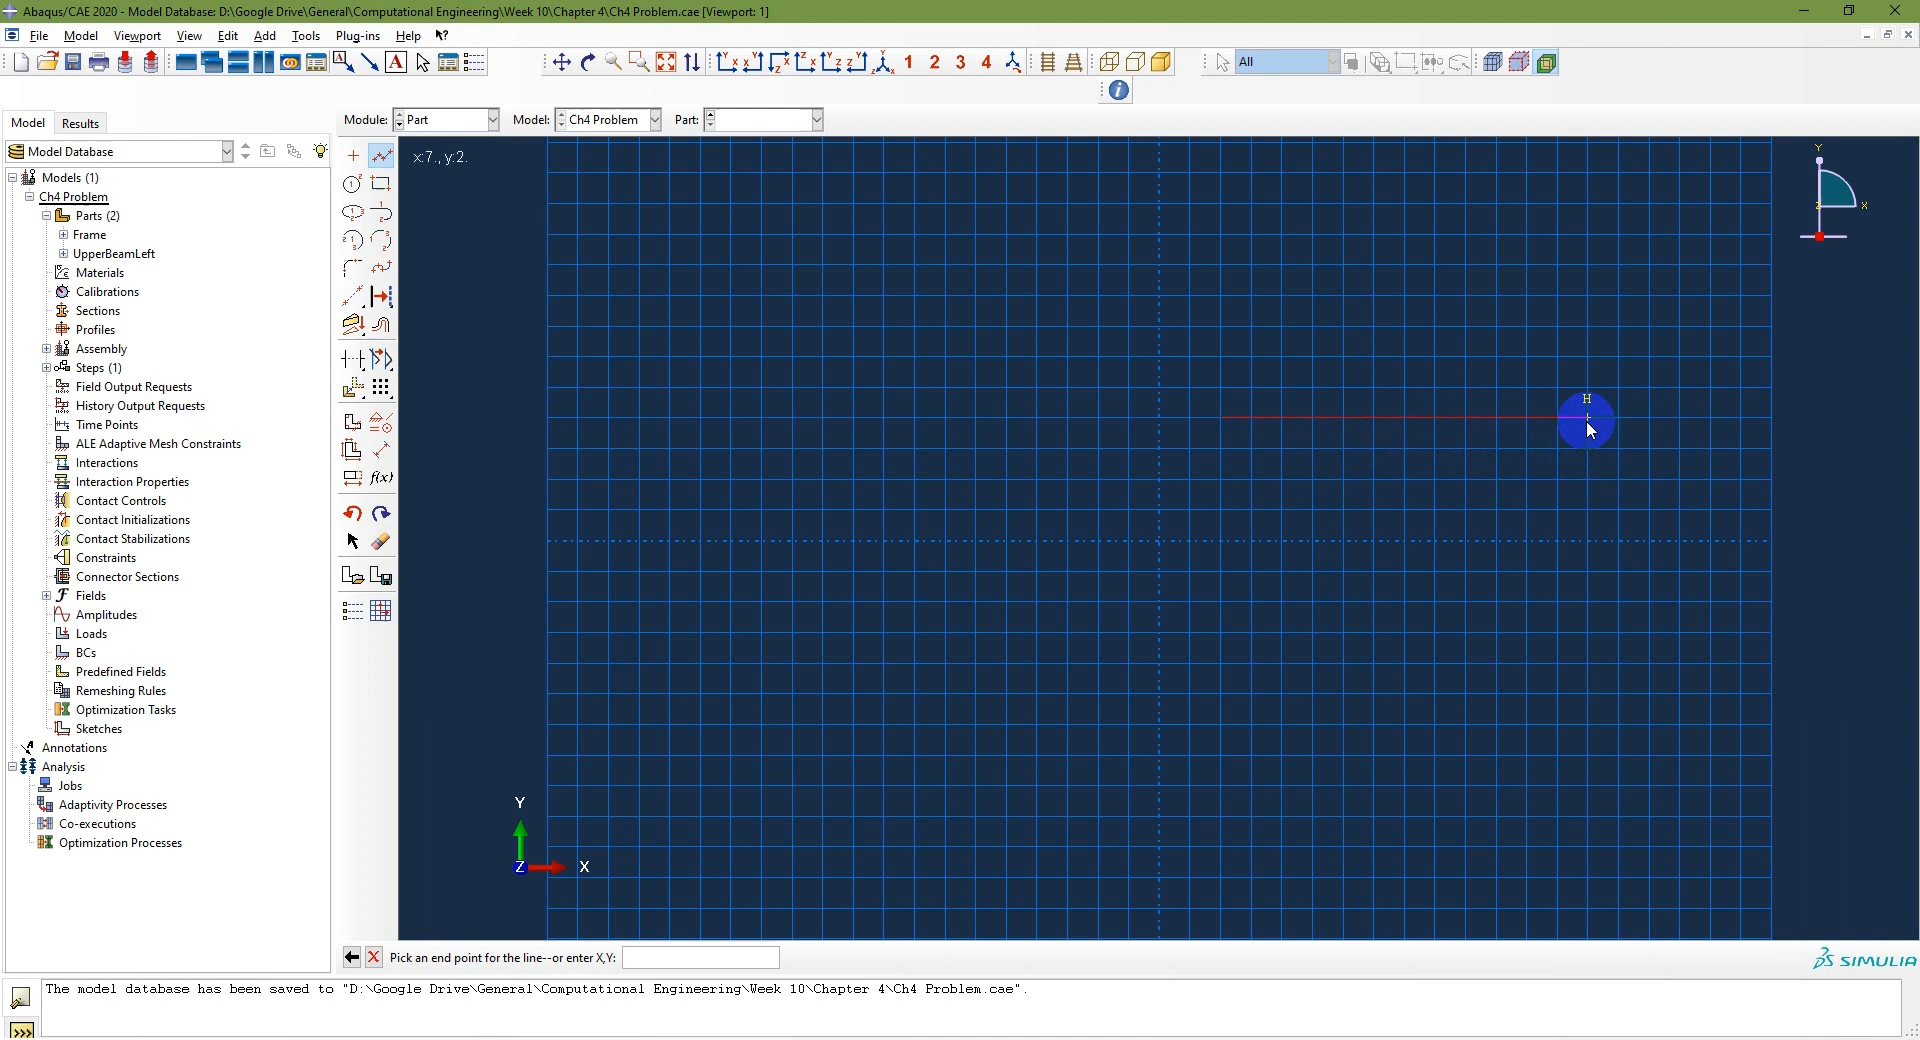 Abaqus/CAE 2020 - Model Database: D:\Google Drive\General\Computational Engineering\Week 10\Chapter 4\Ch4 Problem.cae [Viewport: 1]
File Model Viewport View Edit Add Tools Plug-ins Help
1 2 3 4 All
Model Results Module: Part Model: Ch4 Problem Part:
Model Database
x:7., y:2.
Models (1)
Ch4 Problem
Parts (2)
Frame
UpperBeamLeft
Materials
Calibrations
Sections
Profiles
Assembly
Steps (1)
Field Output Requests
History Output Requests
Time Points
ALE Adaptive Mesh Constraints
Interactions
Interaction Properties
Contact Controls
Contact Initializations
Contact Stabilizations
Constraints
Connector Sections
Fields
Amplitudes
Loads
BCs
Predefined Fields
Remeshing Rules
Optimization Tasks
Sketches
Annotations
Analysis
Jobs
Adaptivity Processes
Co-executions
Optimization Processes
f(x)
H
Y
X
Y
Z X
Pick an end point for the line--or enter X,Y:
SIMULIA
The model database has been saved to "D:\Google Drive\General\Computational Engineering\Week 10\Chapter 4\Ch4 Problem.cae".
>>>